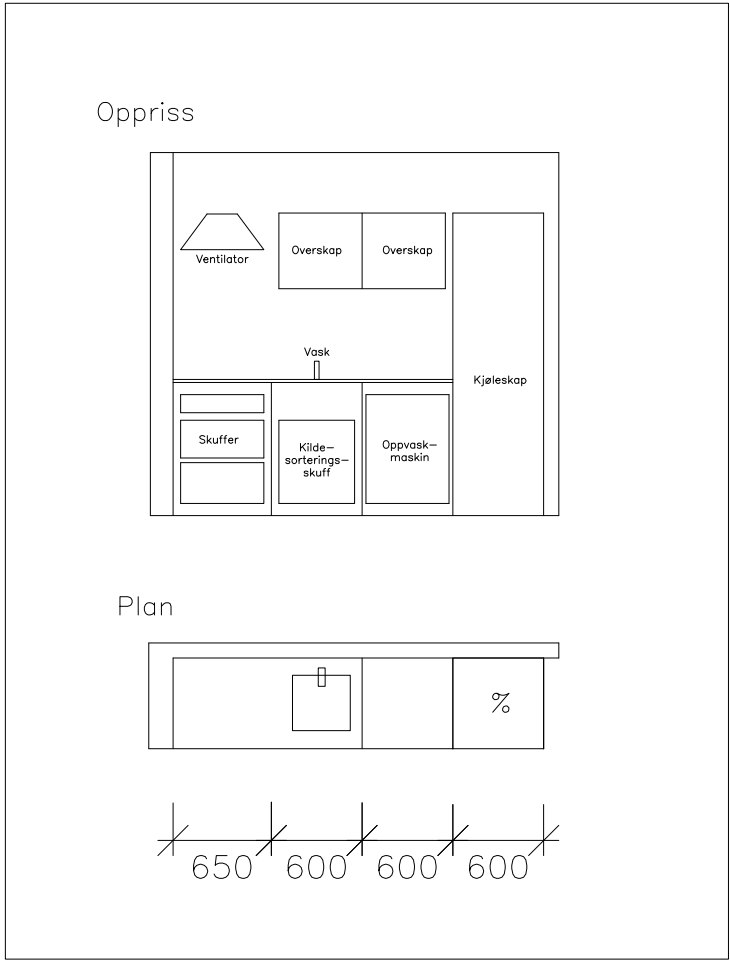 Oppriss
Overskap
Overskap
Ventilator
Vask
Kjøleskap
Skuffer
Kilde–
sorterings–
skuff
Oppvask–
maskin
Plan
%
650
600
600
600